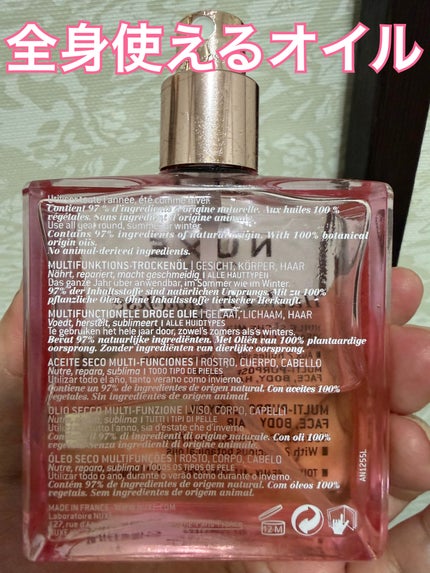 全身使えるオイル
Utiliser toute l'année, été comme hiver.
Contient 97 % d'ingrédients d'origine naturelle. Aux huiles 100 %
végétales. Sans ingrédient d'origine animale.
Use all year round, summer or winter.
Contains 97% ingredients of natural origin. With 100% botanical
origin oils.
No animal-derived ingredients.
MULTIFUNKTIONS-TROCKENÖL | GESICHT, KÖRPER, HAAR
Nährt, repariert, macht geschmeidig | ALLE HAUTTYPEN
Das ganze Jahr über anwendbar, im Sommer wie im Winter.
97% der Inhaltsstoffe sind natürlichen Ursprungs. Mit zu 100%
pflanzliche Ölen. Ohne Inhaltsstoffe tierischer Herkunft.
MULTIFUNCTIONELE DROGE OLIE | GELAAT, LICHAAM, HAAR
Voedt, herstelt, sublimeert | ALLE HUIDTYPES
Te gebruiken het hele jaar door, zowel 's zomers als 's winters.
Bevat 97% natuurlijke ingrediënten. Met Oliën van 100% plantaardige
oorsprong. Zonder ingrediënten van dierlijke oorsprong.
ACEITE SECO MULTI-FUNCIONES | ROSTRO, CUERPO, CABELLO
Nutre, repara, sublima | TODO TIPO DE PIELES
Utilizar todo el año, tanto verano como invierno.
Contiene un 97% de ingredientes de origen natural. Con aceites 100%
vegetales. Sin ingredientes de origen animal.
OLIO SECCO MULTI-FUNZIONE | VISO, CORPO, CAPELLI
Nutre, ripara, sublima | TUTTI I TIPI DI PELLE
Utilizzare tutto l'anno, sia d'estate che d'inverno.
Contiene 97% di ingredienti di origine naturale. Con oli 100%
vegetali. Senza ingredienti di origine animale.
ÓLEO SECO MULTIFUNÇÕES | ROSTO, CORPO, CABELO
Nutre, repara, sublima | TODOS OS TIPOS DE PELE
Utilizar todo o ano, durante o verão como durante o inverno.
Contém 97% de ingredientes de origem natural. Com óleos 100%
vegetais. Sem ingredientes de origem animal.
MADE IN FRANCE - www.nuxe.com
Laboratoire NUXE
127, rue d'A
12M
AN1255L